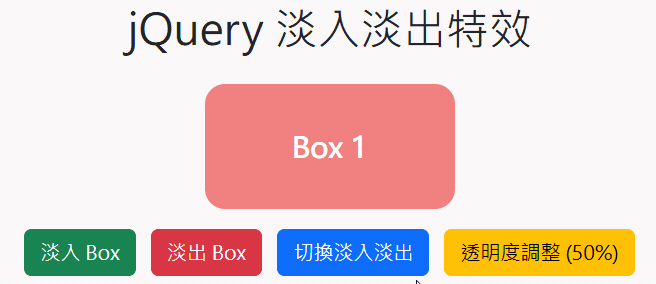 jQuery 淡入淡出特效
Box 1
淡入 Box
淡出 Box
切換淡入淡出
透明度調整 (50%)